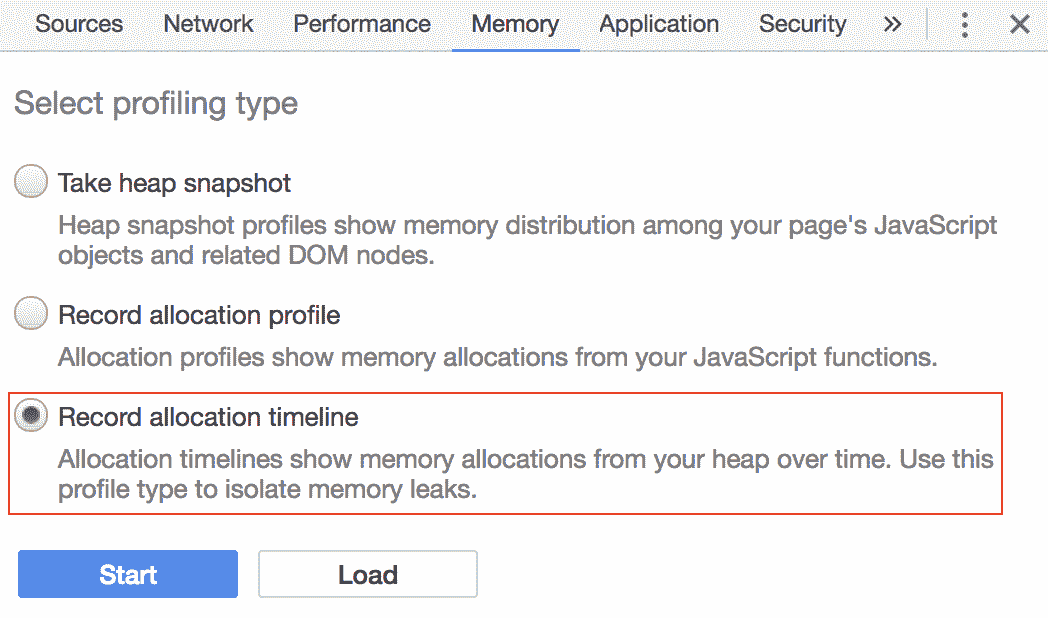 Sources Network Performance Memory Application Security »
Select profiling type
Take heap snapshot
Heap snapshot profiles show memory distribution among your page's JavaScript
objects and related DOM nodes.
Record allocation profile
Allocation profiles show memory allocations from your JavaScript functions.
Record allocation timeline
Allocation timelines show memory allocations from your heap over time. Use this
profile type to isolate memory leaks.
Start Load